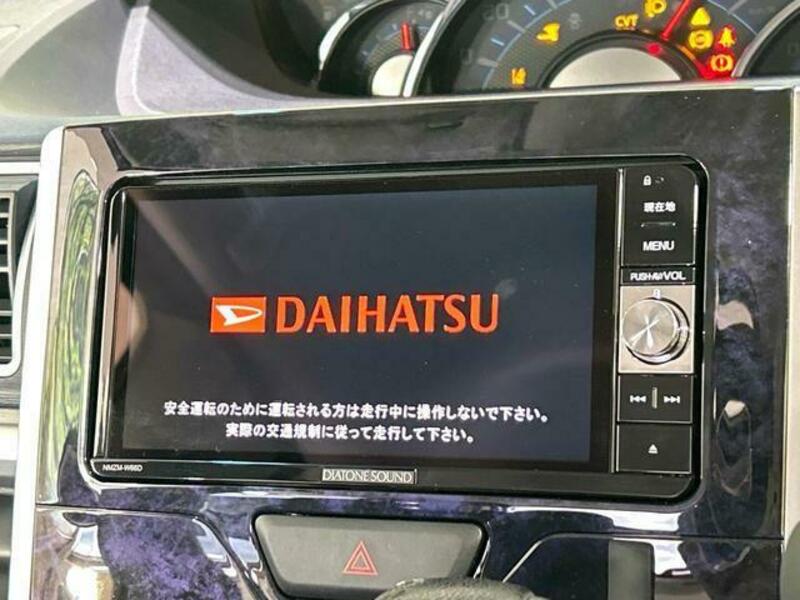 20
CVT
現在地
MENU
PUSH-AV VOL
DAIHATSU
安全運転のために運転される方は走行中に操作しないで下さい。
実際の交通規制に従って走行して下さい。
NMZM-W66D
DIATONE SOUND